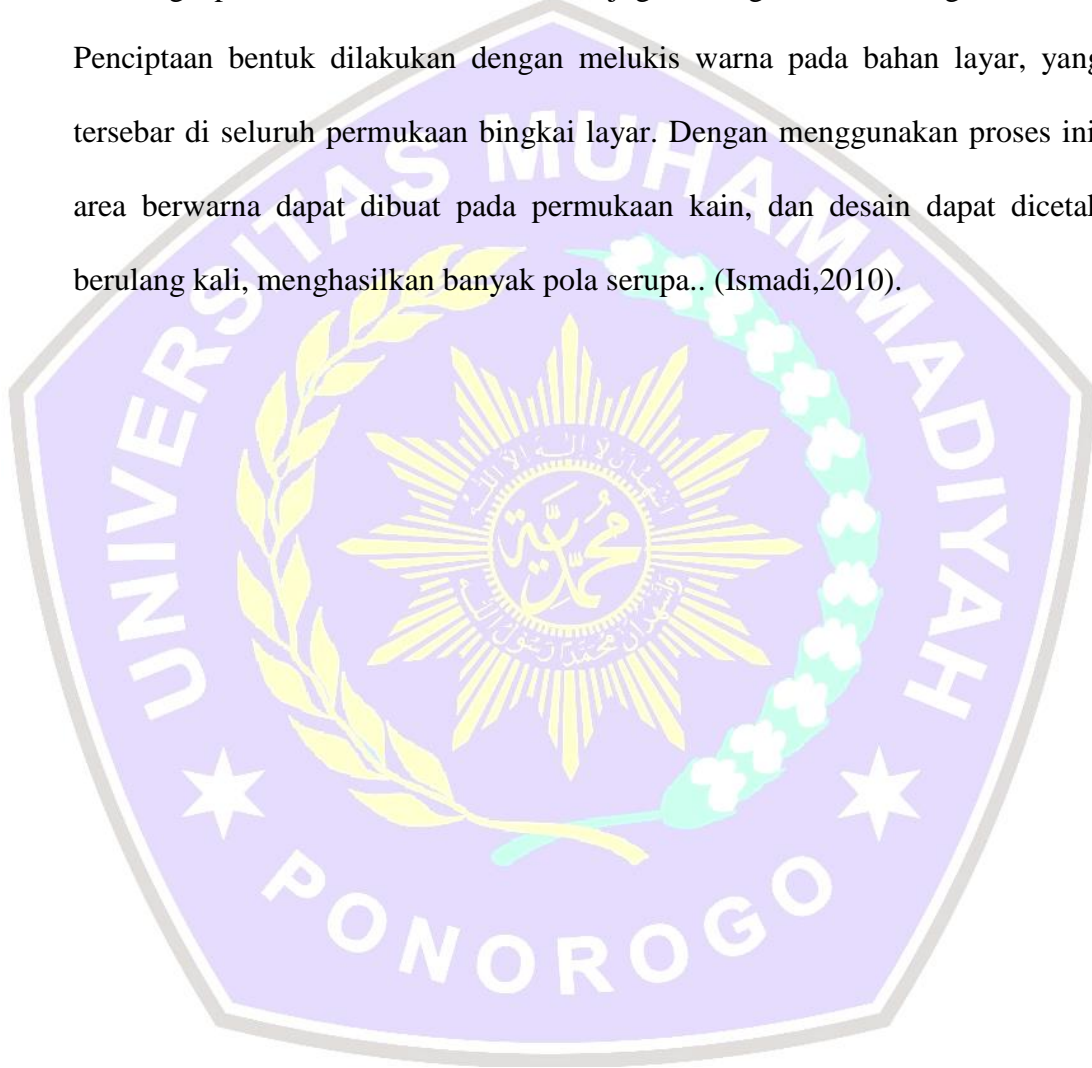 Penciptaan bentuk dilakukan dengan melukis warna pada bahan layar, yang
tersebar di seluruh permukaan bingkai layar. Dengan menggunakan proses ini
area berwarna dapat dibuat pada permukaan kain, dan desain dapat dicetak
berulang kali, menghasilkan banyak pola serupa.. (Ismadi,2010).
UNIVERSITAS MUHAMMADIYAH
PONOROGO
محمدية